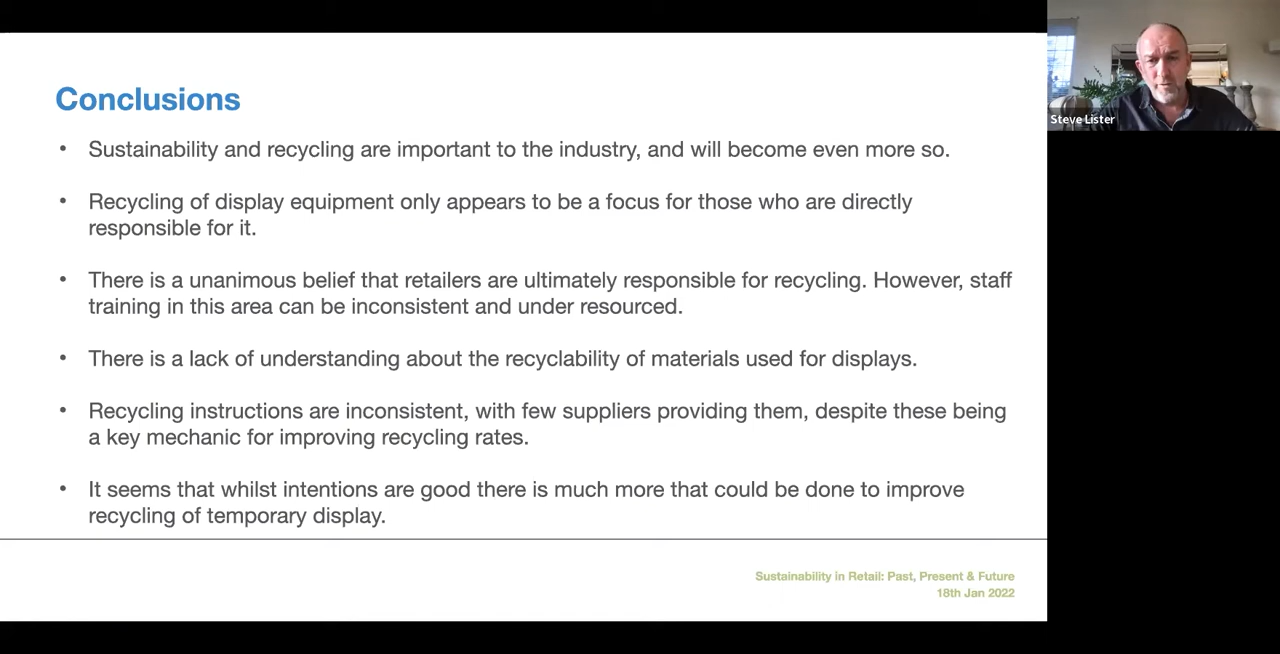 Conclusions
• Sustainability and recycling are important to the industry, and will become even more so.
• Recycling of display equipment only appears to be a focus for those who are directly
responsible for it.
• There is a unanimous belief that retailers are ultimately responsible for recycling. However, staff
training in this area can be inconsistent and under resourced.
• There is a lack of understanding about the recyclability of materials used for displays.
• Recycling instructions are inconsistent, with few suppliers providing them, despite these being
a key mechanic for improving recycling rates.
• It seems that whilst intentions are good there is much more that could be done to improve
recycling of temporary display.
Sustainability in Retail: Past, Present & Future
18th Jan 2022
Steve Lister